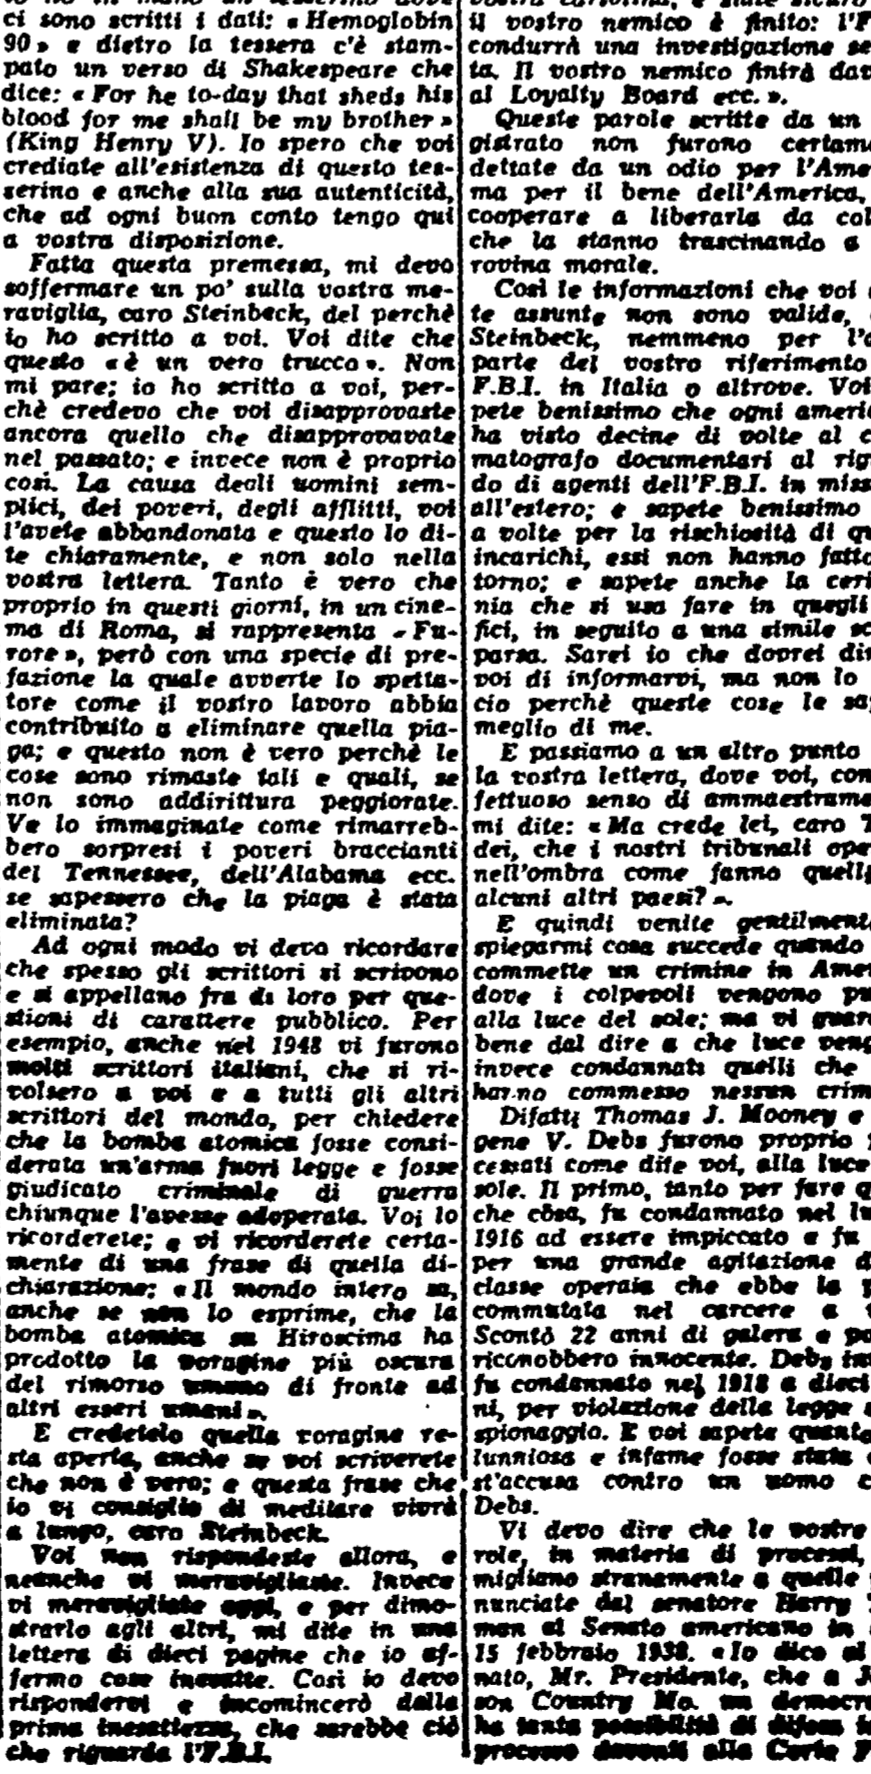 ci sono scritti i dati: « Hemoglobin
90 » e dietro la tessera c'è stam-
pato un verso di Shakespeare che
dice: « For he to-day that sheds his
blood for me shall be my brother »
(King Henry V). Io spero che voi
crediate all'esistenza di questo tes-
serino e anche alla sua autenticità,
che ad ogni buon conto tengo qui
a vostra disposizione.
Fatta questa premessa, mi devo
soffermare un po' sulla vostra me-
raviglia, caro Steinbeck, del perchè
io ho scritto a voi. Voi dite che
questo « è un vero trucco ». Non
mi pare; io ho scritto a voi, per-
chè credevo che voi disapprovaste
ancora quello che disapprovavate
nel passato; e invece non è proprio
così. La causa degli uomini sem-
plici, dei poveri, degli afflitti, voi
l'avete abbandonata e questo lo di-
te chiaramente, e non solo nella
vostra lettera. Tanto è vero che
proprio in questi giorni, in un cine-
ma di Roma, si rappresenta « Fu-
rore », però con una specie di pre-
fazione la quale avverte lo spetta-
tore come il vostro lavoro abbia
contribuito a eliminare quella pia-
ga; e questo non è vero perchè le
cose sono rimaste tali e quali, se
non sono addirittura peggiorate.
Ve lo immaginate come rimarreb-
bero sorpresi i poveri braccianti
del Tennessee, dell'Alabama ecc.
se sapessero che la piaga è stata
eliminata?
Ad ogni modo vi devo ricordare
che spesso gli scrittori si scrivono
e si appellano fra di loro per que-
stioni di carattere pubblico. Per
esempio, anche nel 1948 vi furono
molti scrittori italiani, che si ri-
volsero a voi e a tutti gli altri
scrittori del mondo, per chiedere
che la bomba atomica fosse consi-
derata un'arma fuori legge e fosse
giudicato criminale di guerra
chiunque l'avesse adoperata. Voi lo
ricorderete; e vi ricorderete certa-
mente di una frase di quella di-
chiarazione: « Il mondo intero sa,
anche se non lo esprime, che la
bomba atomica su Hiroscima ha
prodotto la voragine più oscura
del rimorso umano di fronte ad
altri esseri umani ».
E credetelo quella voragine re-
sta aperta, anche se voi scriverete
che non è vero; e questa frase che
io vi consiglio di meditare vivrà
a lungo, caro Steinbeck.
Voi non rispondeste allora, e
neanche vi meravigliaste. Invece
vi meravigliate oggi, e per dimo-
strarlo agli altri, mi dite in una
lettera di dieci pagine che io af-
fermo cose inesatte. Così io devo
rispondervi e incomincerò dalla
prima inesattezza, che sarebbe ciò
che riguarda l'F.B.I.
il vostro nemico è finito: l'F
condurrà una investigazione se
ta. Il vostro nemico finirà dav
al Loyalty Board ecc. ».
Queste parole scritte da un
gistrato non furono certame
dettate da un odio per l'Ame
ma per il bene dell'America,
cooperare a liberarla da col
che la stanno trascinando a
rovina morale.
Così le informazioni che voi
te assunte non sono valide,
Steinbeck, nemmeno per l'a
parte del vostro riferimento
F.B.I. in Italia o altrove. Voi
pete benissimo che ogni americ
ha visto decine di volte al c
matografo documentari al rig
do di agenti dell'F.B.I. in miss
all'estero; e sapete benissimo
a volte per la rischiosità di qu
incarichi, essi non hanno fatto
torno; e sapete anche la ceri
nia che si usa fare in quegli
fici, in seguito a una simile sc
parsa. Sarei io che dovrei dir
voi di informarvi, ma non lo
cio perchè queste cose le sa
meglio di me.
E passiamo a un altro punto
la vostra lettera, dove voi, con
fettuoso senso di ammaestrame
mi dite: « Ma crede lei, caro T
dei, che i nostri tribunali ope
nell'ombra come fanno quell
alcuni altri paesi? ».
E quindi venite gentilment
spiegarmi cosa succede quando
commette un crimine in Amer
dove i colpevoli vengono pu
alla luce del sole; ma vi guar
bene dal dire a che luce veng
invece condannati quelli che
hanno commesso nessun crim
Difatti Thomas J. Mooney e
gene V. Debs furono proprio
cessati come dite voi, alla luce
sole. Il primo, tanto per fare q
che còsa, fu condannato nel lu
1916 ad essere impiccato e fu
per una grande agitazione d
classe operaia che ebbe la p
commutata nel carcere a
Scontò 22 anni di galera e po
riconobbero innocente. Debs in
fu condannato nel 1918 a dieci
ni, per violazione della legge
spionaggio. E voi sapete quant
lunniosa e infame fosse stata
st'accusa contro un uomo c
Debs.
Vi devo dire che le vostre
role, in materia di processi,
migliano stranamente a quelle
nunciate dal senatore Harry T
man al Senato americano in
15 febbraio 1938. « Io dico al
nato, Mr. Presidente, che a J
son Country Mo. un democr
ha tanta possibilità di difesa i
processo davanti alla Corte F